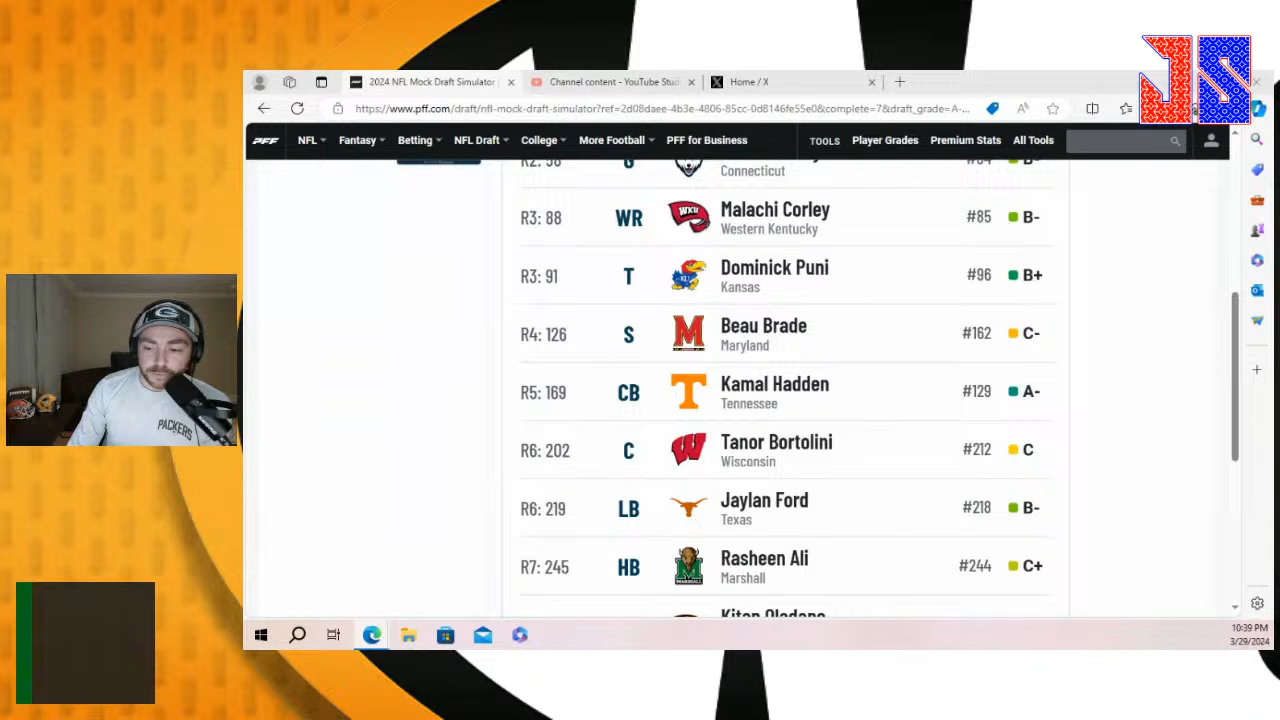 JS
2024 NFL Mock Draft Simulator
Channel content - YouTube Stud
Home / X
https://www.pff.com/draft/nfl-mock-draft-simulator?ref=2d08daee-4b3e-4806-85cc-0d8146fe55e0&complete=7&draft_grade=A-...
PFF NFL Fantasy Betting NFL Draft College More Football PFF for Business TOOLS Player Grades Premium Stats All Tools
Connecticut
R3: 88 WR WKU Malachi Corley #85 B-
Western Kentucky
R3: 91 T KU Dominick Puni #96 B+
Kansas
R4: 126 S M Beau Brade #162 C-
Maryland
R5: 169 CB T Kamal Hadden #129 A-
Tennessee
R6: 202 C W Tanor Bortolini #212 C
Wisconsin
R6: 219 LB Jaylan Ford #218 B-
Texas
R7: 245 HB M Rasheen Ali #244 C+
MARSHALL Marshall
G
PACKERS
10:39 PM
3/29/2024